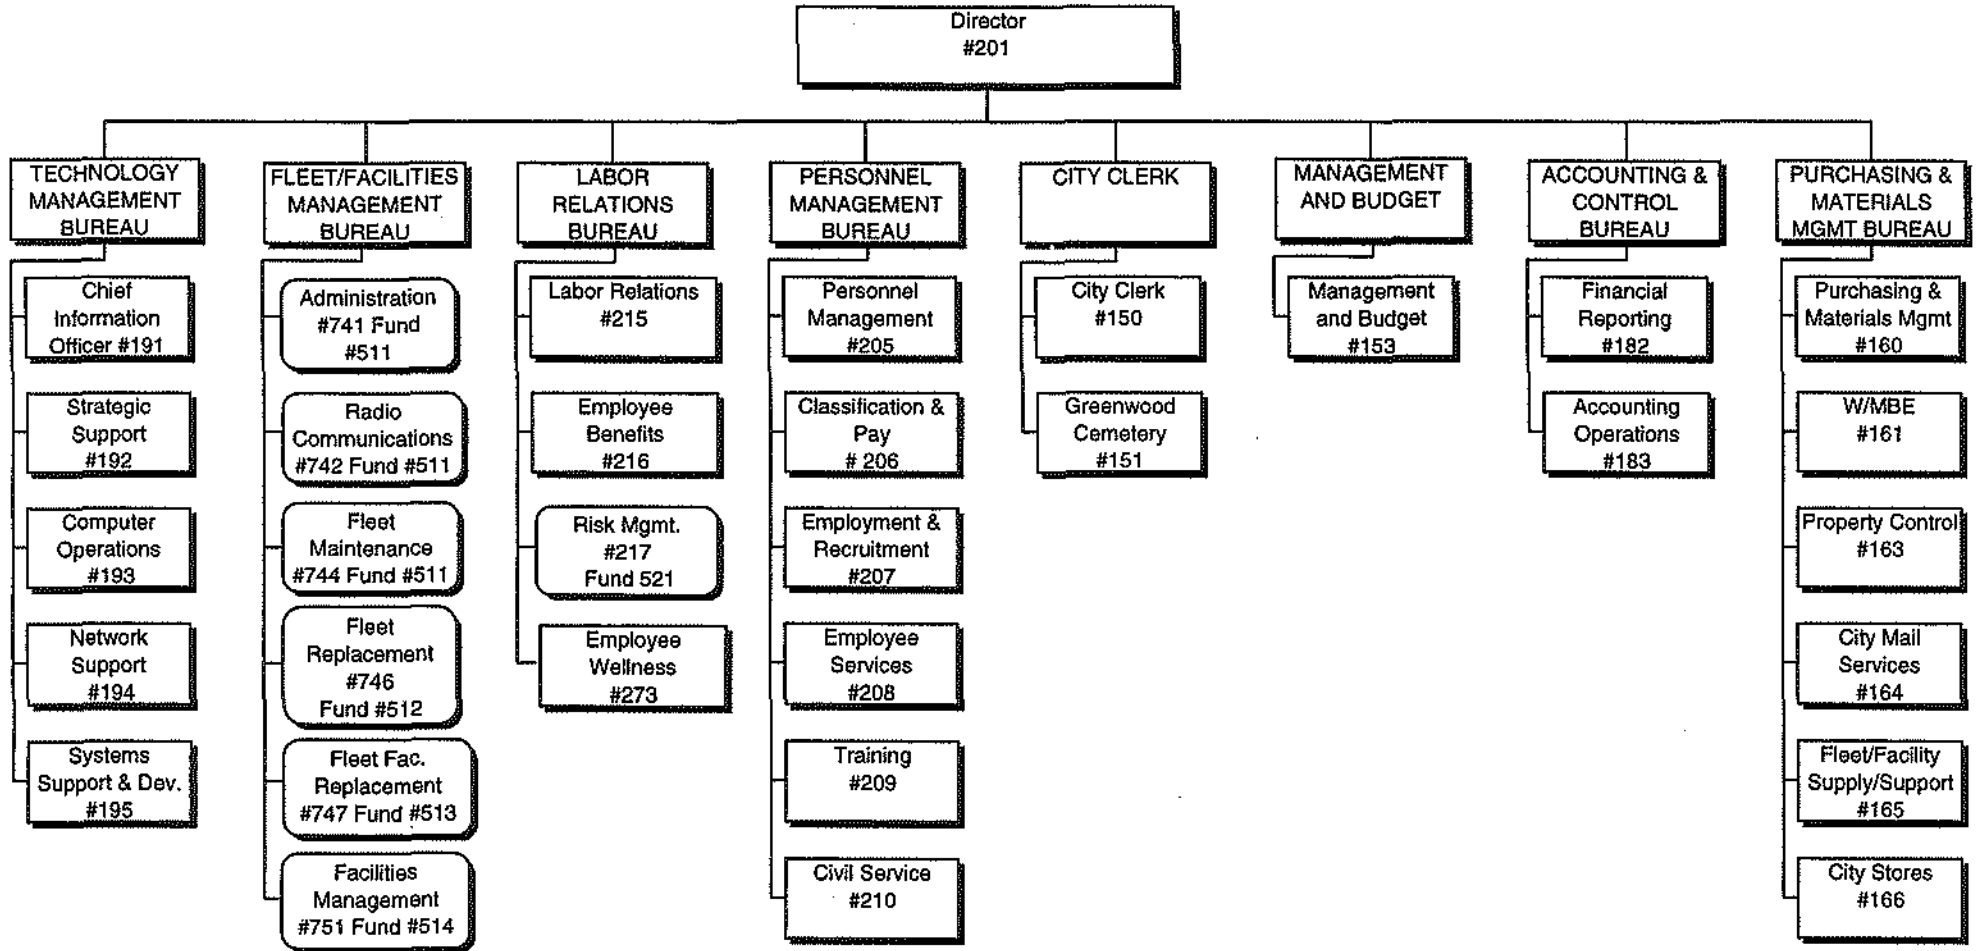 Director
#201
TECHNOLOGY
MANAGEMENT
BUREAU
Chief
Information
Officer #191
Strategic
Support
#192
Computer
Operations
#193
Network
Support
#194
Systems
Support & Dev.
#195
FLEET/FACILITIES
MANAGEMENT
BUREAU
Administration
#741 Fund
#511
Radio
Communications
#742 Fund #511
Fleet
Maintenance
#744 Fund #511
Fleet
Replacement
#746
Fund #512
Fleet Fac.
Replacement
#747 Fund #513
Facilities
Management
#751 Fund #514
LABOR
RELATIONS
BUREAU
Labor Relations
#215
Employee
Benefits
#216
Risk Mgmt.
#217
Fund 521
Employee
Wellness
#273
PERSONNEL
MANAGEMENT
BUREAU
Personnel
Management
#205
Classification &
Pay
# 206
Employment &
Recruitment
#207
Employee
Services
#208
Training
#209
Civil Service
#210
CITY CLERK
City Clerk
#150
Greenwood
Cemetery
#151
MANAGEMENT
AND BUDGET
Management
and Budget
#153
ACCOUNTING &
CONTROL
BUREAU
Financial
Reporting
#182
Accounting
Operations
#183
PURCHASING &
MATERIALS
MGMT BUREAU
Purchasing &
Materials Mgmt
#160
W/MBE
#161
Property Control
#163
City Mail
Services
#164
Fleet/Facility
Supply/Support
#165
City Stores
#166